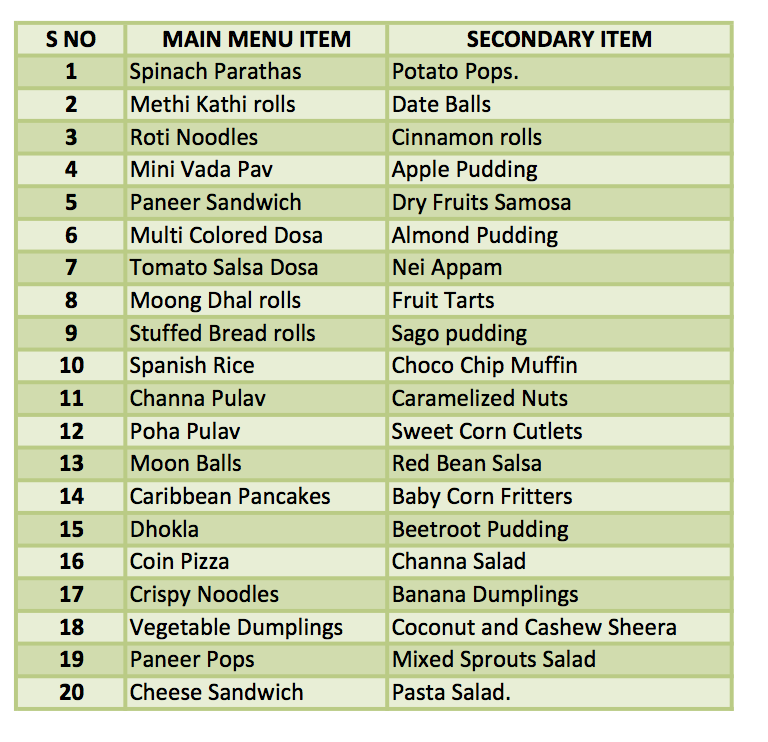 S NO MAIN MENU ITEM SECONDARY ITEM
1 Spinach Parathas Potato Pops.
2 Methi Kathi rolls Date Balls
3 Roti Noodles Cinnamon rolls
4 Mini Vada Pav Apple Pudding
5 Paneer Sandwich Dry Fruits Samosa
6 Multi Colored Dosa Almond Pudding
7 Tomato Salsa Dosa Nei Appam
8 Moong Dhal rolls Fruit Tarts
9 Stuffed Bread rolls Sago pudding
10 Spanish Rice Choco Chip Muffin
11 Channa Pulav Caramelized Nuts
12 Poha Pulav Sweet Corn Cutlets
13 Moon Balls Red Bean Salsa
14 Caribbean Pancakes Baby Corn Fritters
15 Dhokla Beetroot Pudding
16 Coin Pizza Channa Salad
17 Crispy Noodles Banana Dumplings
18 Vegetable Dumplings Coconut and Cashew Sheera
19 Paneer Pops Mixed Sprouts Salad
20 Cheese Sandwich Pasta Salad.